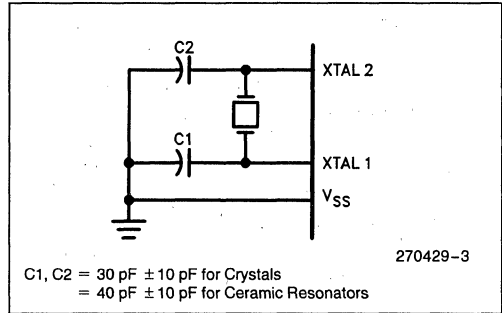 C2
XTAL 2
C1
XTAL 1
VSS
270429-3
C1, C2 = 30 pF ±10 pF for Crystals
= 40 pF ±10 pF for Ceramic Resonators